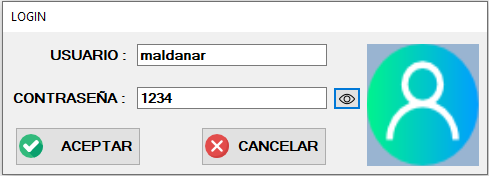 LOGIN
USUARIO : maldanar
CONTRASEÑA : 1234
ACEPTAR CANCELAR